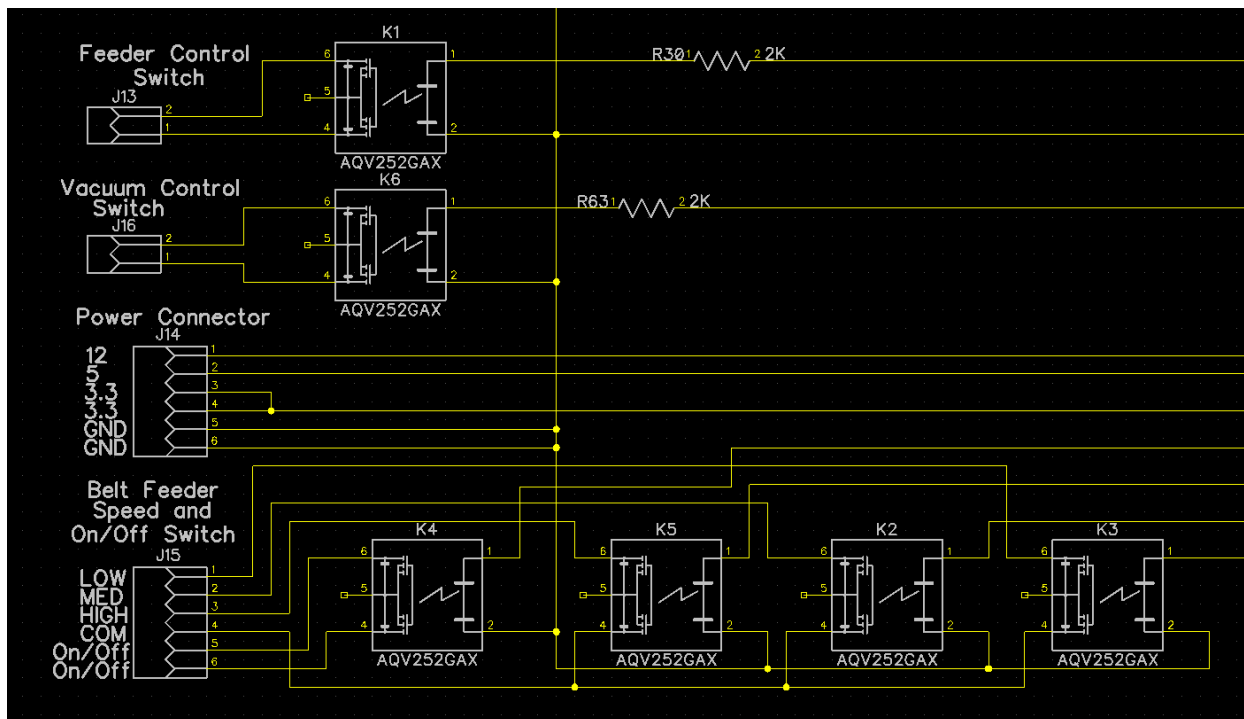 K1
Feeder Control
Switch
J13
2
1
6
5
4
1
2
AQV252GAX
R30 1 2 2K
K6
Vacuum Control
Switch
J16
2
1
6
5
4
1
2
AQV252GAX
R63 1 2 2K
Power Connector
J14
12 1
5 2
3.3 3
3.3 4
GND 5
GND 6
Belt Feeder
Speed and
On/Off Switch
J15
LOW 1
MED 2
HIGH 3
COM 4
On/Off 5
On/Off 6
K4
6
5
4
1
2
AQV252GAX
K5
6
5
4
1
2
AQV252GAX
K2
6
5
4
1
2
AQV252GAX
K3
6
5
4
1
2
AQV252GAX